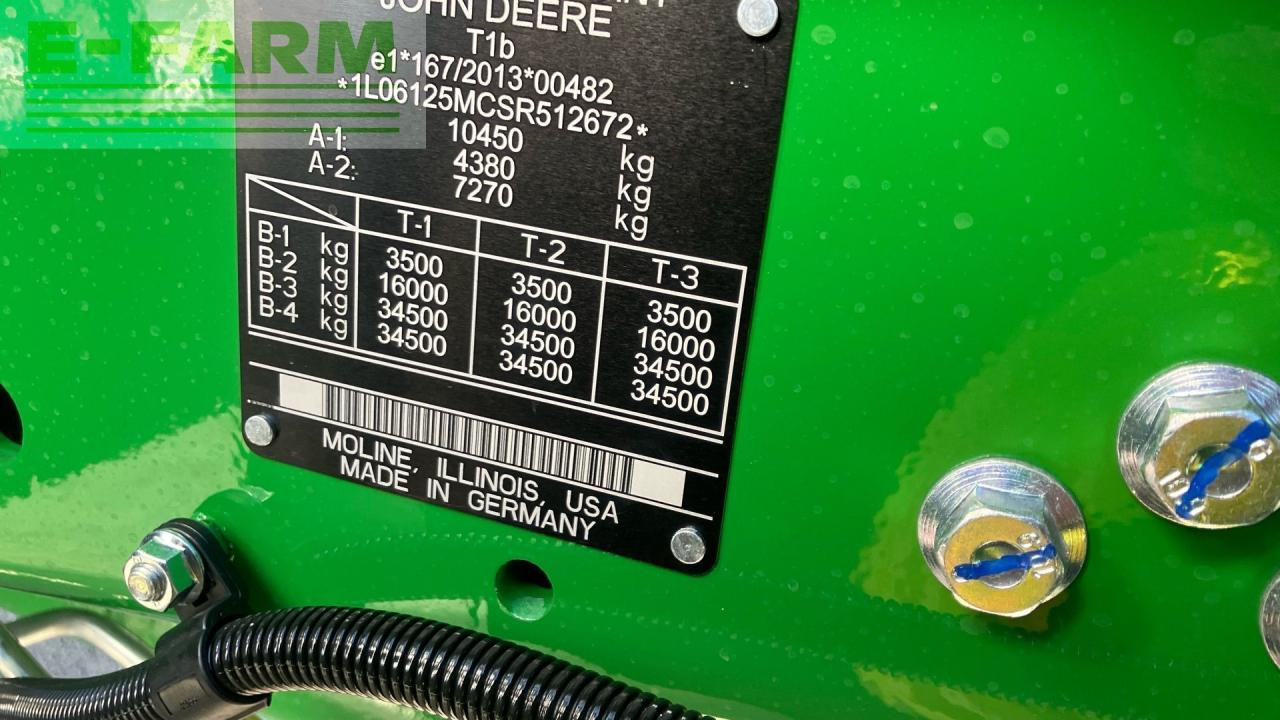 E-FARM
JOHN DEERE
T1b
e1*167/2013*00482
*1L06125MCSR512672*
10450 kg
A-1: 4380 kg
A-2: 7270 kg
T-1 T-2 T-3
B-1 kg 3500 3500 3500
B-2 kg 16000 16000 16000
B-3 kg 34500 34500 34500
B-4 kg 34500 34500 34500
MOLINE, ILLINOIS, USA
MADE IN GERMANY